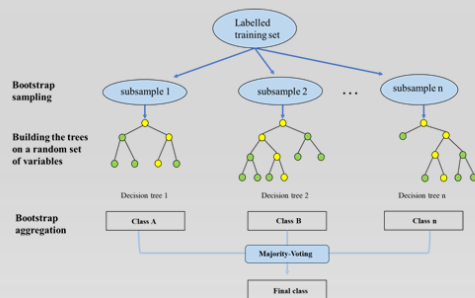 Labelled
training set
Bootstrap
sampling
subsample 1
subsample 2
...
subsample n
Building the trees
on a random set
of variables
Decision tree 1
Decision tree 2
Decision tree n
Bootstrap
aggregation
Class A
Class B
Class n
Majority-Voting
Final class